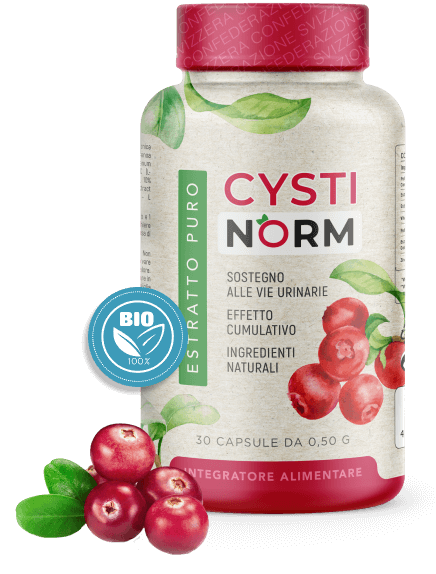 CONFEDERAZIONE SVIZZERA
CYSTI
NORM
ESTRATTO PURO
SOSTEGNO
ALLE VIE URINARIE
EFFETTO
CUMULATIVO
INGREDIENTI
NATURALI
BIO
100%
30 CAPSULE DA 0,50 G
INTEGRATORE ALIMENTARE